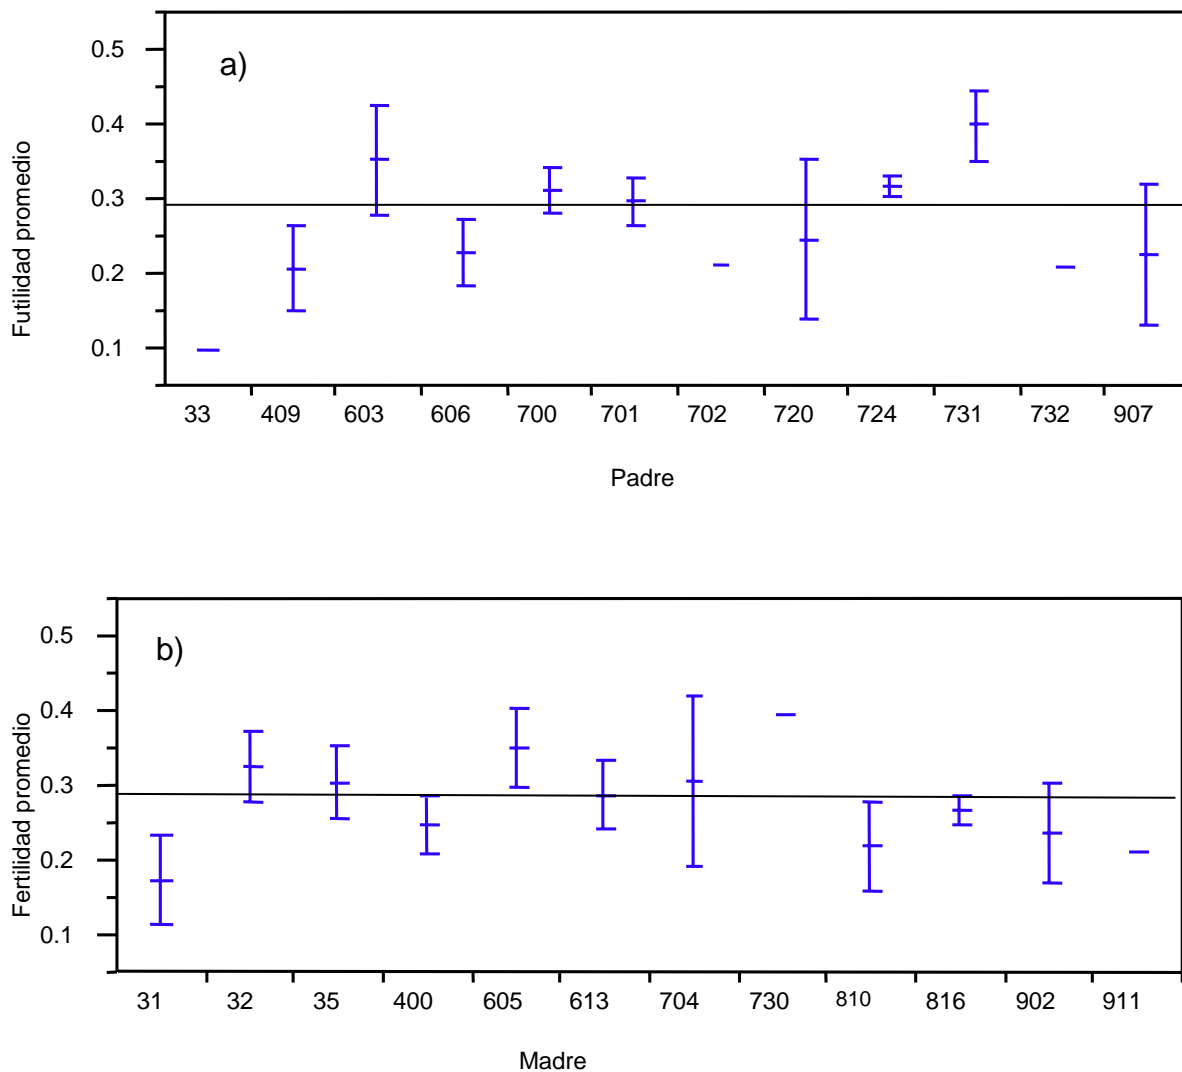 a)
Futilidad promedio
0.5
0.4
0.3
0.2
0.1
33 409 603 606 700 701 702 720 724 731 732 907
Padre
b)
Fertilidad promedio
0.5
0.4
0.3
0.2
0.1
31 32 35 400 605 613 704 730 810 816 902 911
Madre